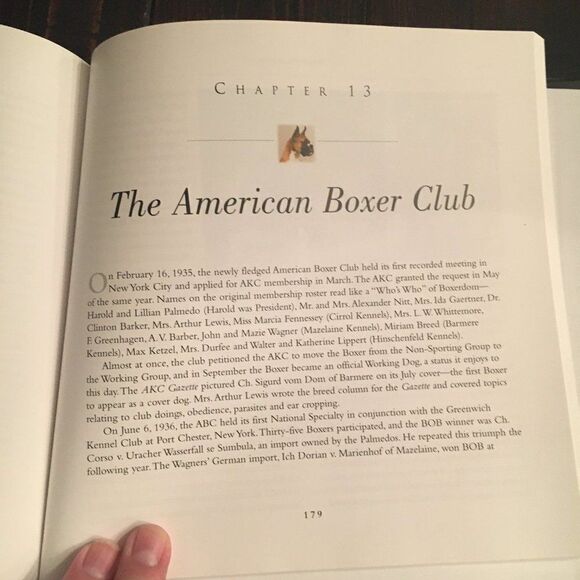 CHAPTER 13
The American Boxer Club
On February 16, 1935, the newly fledged American Boxer Club held its first recorded meeting in
New York City and applied for AKC membership in March. The AKC granted the request in May
of the same year. Names on the original membership roster read like a "Who's Who" of Boxerdom—
Harold and Lillian Palmedo (Harold was President), Mr. and Mrs. Alexander Nitt, Mrs. Ida Gaertner, Dr.
Clinton Barker, Mrs. Arthur Lewis, Miss Marcia Fennessey (Cirrol Kennels), Mrs. L. W. Whittemore,
P. Greenhagen, A. V. Barber, John and Mazie Wagner (Mazelaine Kennels), Miriam Breed (Barmere
Kennels), Max Ketzel, Mrs. Durfee and Walter and Katherine Lippert (Hinschenfeld Kennels).
Almost at once, the club petitioned the AKC to move the Boxer from the Non-Sporting Group to
the Working Group, and in September the Boxer became an official Working Dog, a status it enjoys to
this day. The AKC Gazette pictured Ch. Sigurd vom Dom of Barmere on its July cover—the first Boxer
to appear as a cover dog. Mrs. Arthur Lewis wrote the breed column for the Gazette and covered topics
relating to club doings, obedience, parasites and ear cropping.
On June 6, 1936, the ABC held its first National Specialty in conjunction with the Greenwich
Kennel Club at Port Chester, New York. Thirty-five Boxers participated, and the BOB winner was Ch.
Corso v. Uracher Wasserfall se Sumbula, an import owned by the Palmedos. He repeated this triumph the
following year. The Wagners' German import, Ich Dorian v. Marienhof of Mazelaine, won BOB at
179